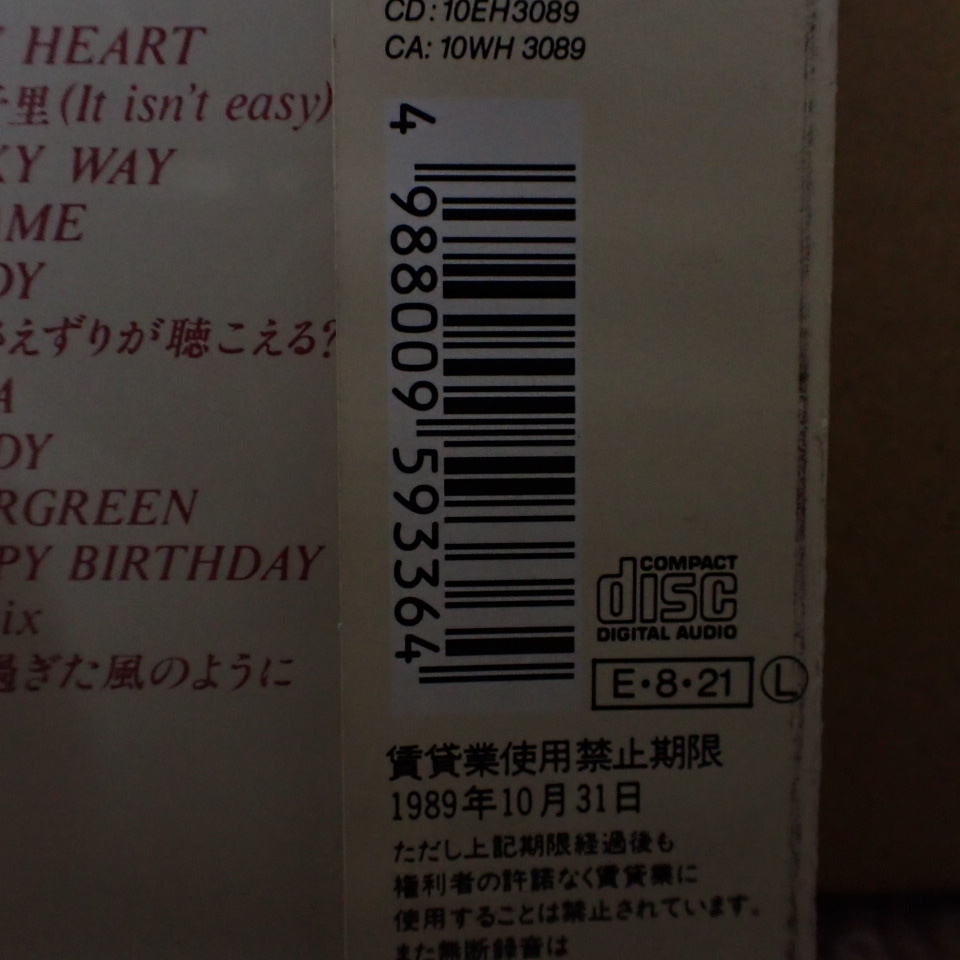 HEART
里 (It isn't easy)
KY WAY
AME
DY
さえずりが聴こえる?
A
DY
RGREEN
PY BIRTHDAY
ix
過ぎた風のように
CD: 10EH3089
CA: 10WH 3089
4 988009 593364
COMPACT
disc
DIGITAL AUDIO
E・8・21 L
賃貸業使用禁止期限
1989年10月31日
ただし上記期限経過後も
権利者の許諾なく賃貸業に
使用することは禁止されています。
また無断録音は